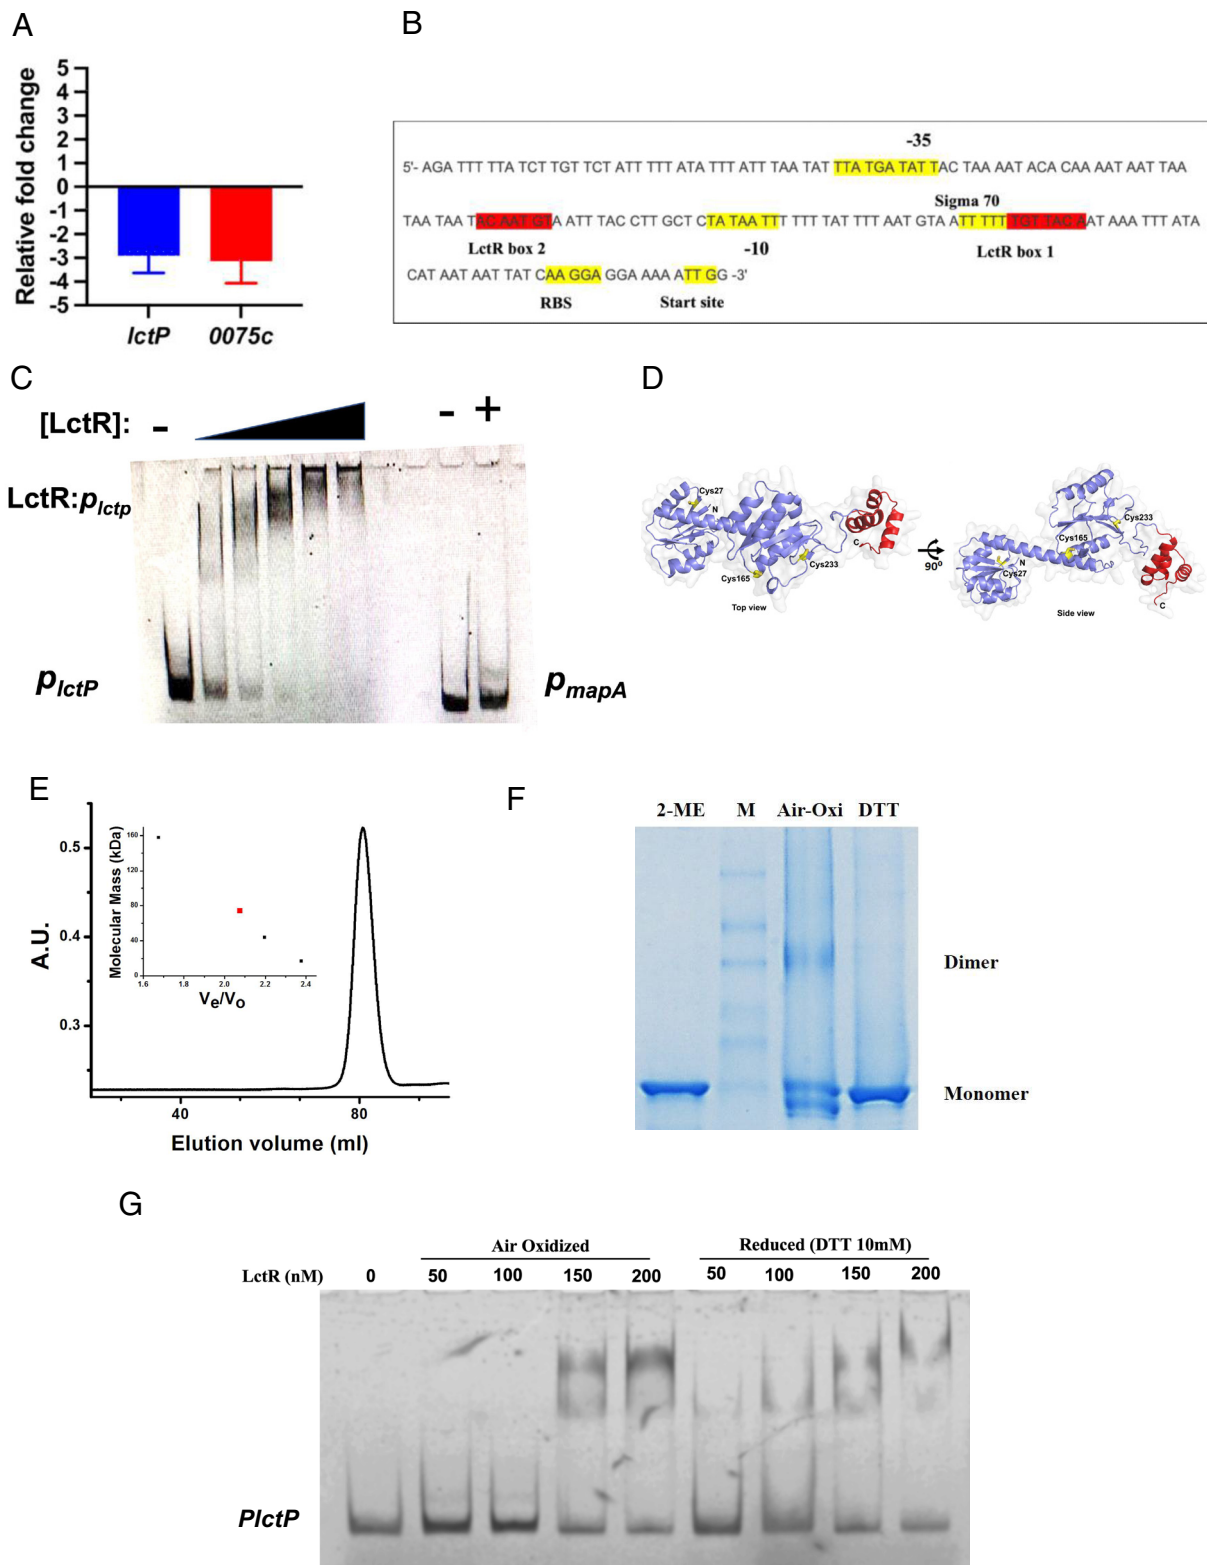 A
Relative fold change
5
4
3
2
1
0
-1
-2
-3
-4
-5
lctP 0075c
B
-35
5'- AGA TTT TTA TCT TGT TCT ATT TTT ATA TTT ATT TAA TAT TTA TGA TAT TAC TAA AAT ACA CAA AAT AAT TAA
Sigma 70
TAA TAA TAC AAT GTA ATT TAC CTT GCT CTA TAA TTT TTT TAT TTT AAT GTA ATT TTT TGT TAC AAT AAA TTT ATA
LctR box 2 -10 LctR box 1
CAT AAT AAT TAT CAA GGA GGA AAA ATT GG -3'
RBS Start site
C
[LctR]: - - +
LctR:plctp
plctP pmapA
D
Cys27
N
Cys165
Cys233
C
Top view
90°
Cys233
Cys165
N
Cys27
C
Side view
E
A.U.
0.5
0.4
0.3
40 80
Elution volume (ml)
Molecular Mass (kDa)
160
120
80
40
0
1.6 1.8 2.0 2.2 2.4
Ve/Vo
F
2-ME M Air-Oxi DTT
Dimer
Monomer
G
Air Oxidized Reduced (DTT 10mM)
LctR (nM) 0 50 100 150 200 50 100 150 200
PlctP